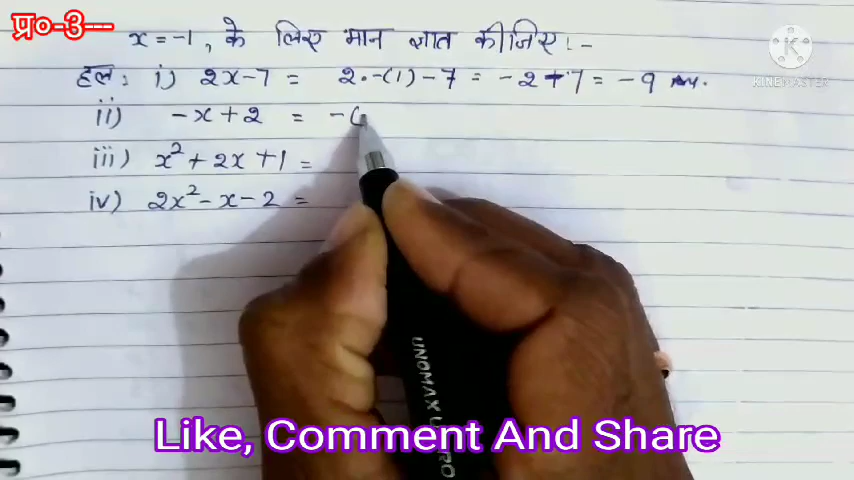 प्र०-3--
x = -1, के लिए मान ज्ञात कीजिए।-
हल: i) 2x - 7 = 2·-(1) - 7 = - 2 + 7 = - 9 Ans.
ii) - x + 2 = - (
iii) x² + 2x + 1 =
iv) 2x² - x - 2 =
K
KINEMASTER
UNOMAX
Like, Comment And Share